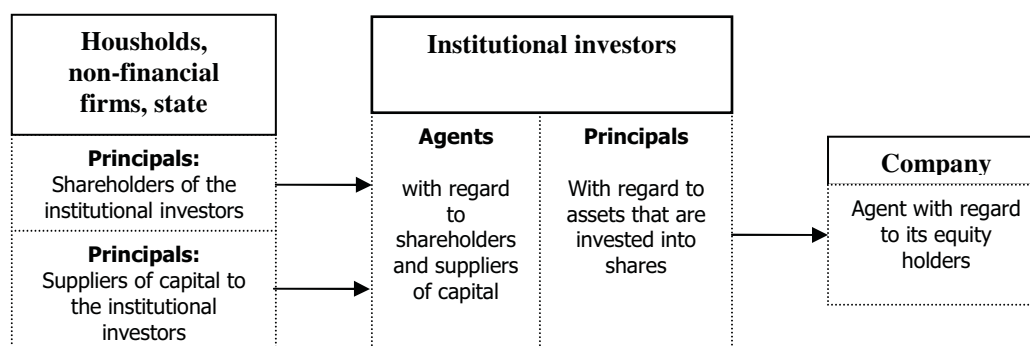 Housholds,
non-financial
firms, state
Principals:
Shareholders of the
institutional investors
Principals:
Suppliers of capital to
the institutional
investors
Institutional investors
Agents
with regard
to
shareholders
and suppliers
of capital
Principals
With regard to
assets that are
invested into
shares
Company
Agent with regard
to its equity
holders